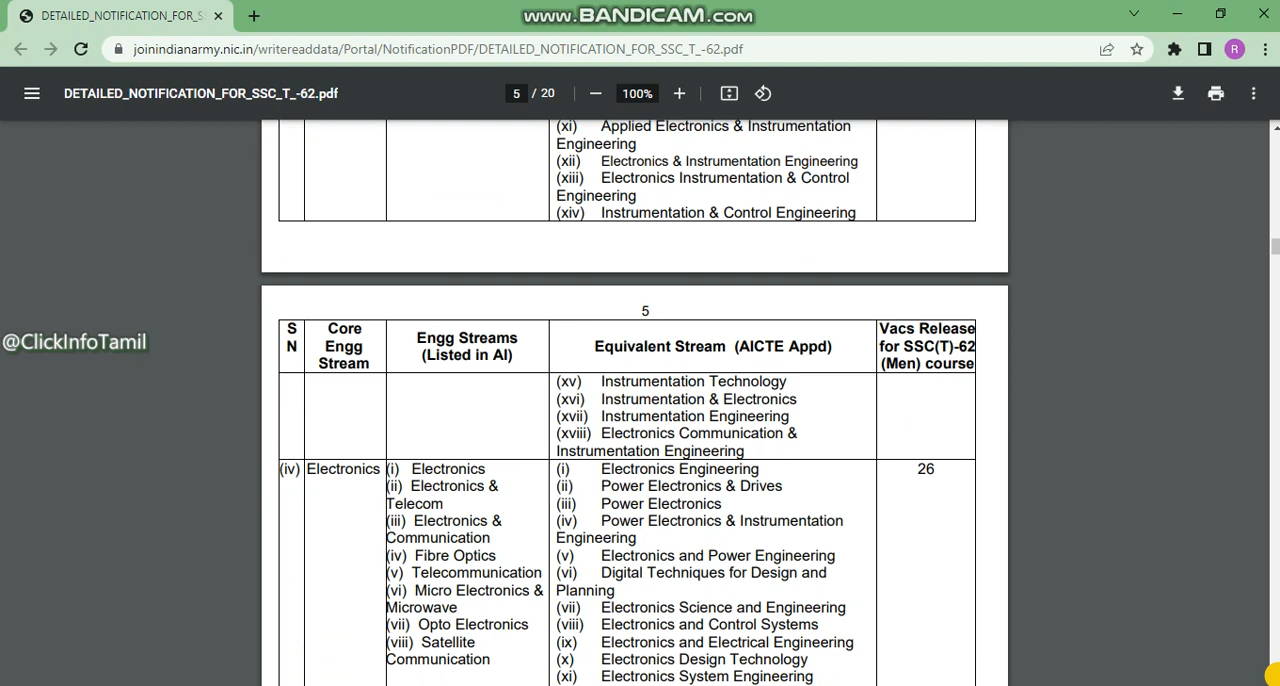 DETAILED_NOTIFICATION_FOR_S
www.BANDICAM.com
joinindianarmy.nic.in/writereaddata/Portal/NotificationPDF/DETAILED_NOTIFICATION_FOR_SSC_T_-62.pdf
R
DETAILED_NOTIFICATION_FOR_SSC_T_-62.pdf
5 / 20
100%
(xi) Applied Electronics & Instrumentation
Engineering
(xii) Electronics & Instrumentation Engineering
(xiii) Electronics Instrumentation & Control
Engineering
(xiv) Instrumentation & Control Engineering
@ClickInfoTamil
5
S
N
Core
Engg
Stream
Engg Streams
(Listed in AI)
Equivalent Stream (AICTE Appd)
Vacs Release
for SSC(T)-62
(Men) course
(xv) Instrumentation Technology
(xvi) Instrumentation & Electronics
(xvii) Instrumentation Engineering
(xviii) Electronics Communication &
Instrumentation Engineering
(iv) Electronics
(i) Electronics
(ii) Electronics &
Telecom
(iii) Electronics &
Communication
(iv) Fibre Optics
(v) Telecommunication
(vi) Micro Electronics &
Microwave
(vii) Opto Electronics
(viii) Satellite
Communication
(i) Electronics Engineering
(ii) Power Electronics & Drives
(iii) Power Electronics
(iv) Power Electronics & Instrumentation
Engineering
(v) Electronics and Power Engineering
(vi) Digital Techniques for Design and
Planning
(vii) Electronics Science and Engineering
(viii) Electronics and Control Systems
(ix) Electronics and Electrical Engineering
(x) Electronics Design Technology
(xi) Electronics System Engineering
26